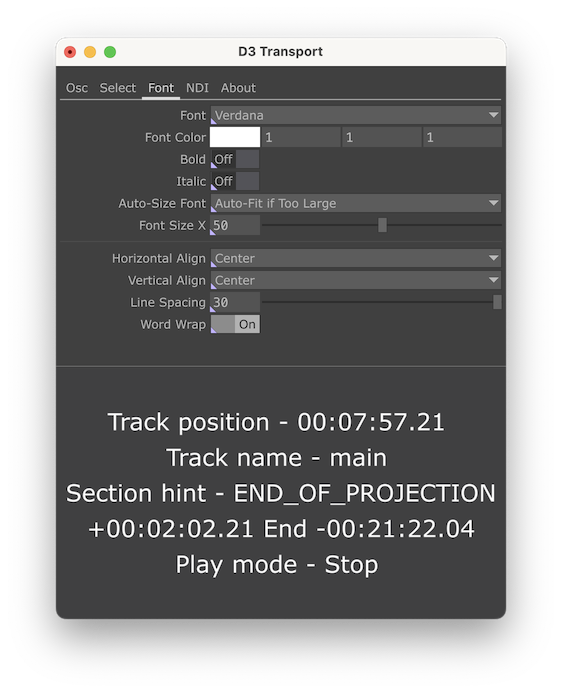 D3 Transport
Osc Select Font NDI About
Font Verdana
Font Color 1 1 1
Bold Off
Italic Off
Auto-Size Font Auto-Fit if Too Large
Font Size X 50
Horizontal Align Center
Vertical Align Center
Line Spacing 30
Word Wrap On
Track position - 00:07:57.21
Track name - main
Section hint - END_OF_PROJECTION
+00:02:02.21 End -00:21:22.04
Play mode - Stop